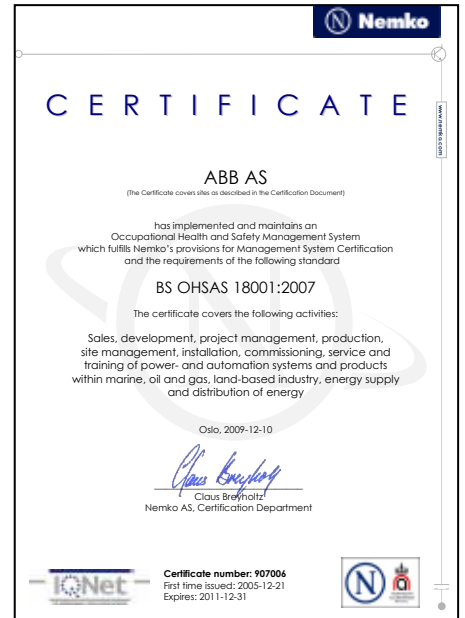 Nemko
CERTIFICATE
www.nemko.com
ABB AS
(The Certificate covers sites as described in the Certification Document)
has implemented and maintains an
Occupational Health and Safety Management System
which fulfills Nemko's provisions for Management System Certification
and the requirements of the following standard
BS OHSAS 18001:2007
The certificate covers the following activities:
Sales, development, project management, production,
site management, installation, commissioning, service and
training of power- and automation systems and products
within marine, oil and gas, land-based industry, energy supply
and distribution of energy
Oslo, 2009-12-10
Claus Breyholtz
Nemko AS, Certification Department
IQNet
Certificate number: 907006
First time issued: 2005-12-21
Expires: 2011-12-31
N